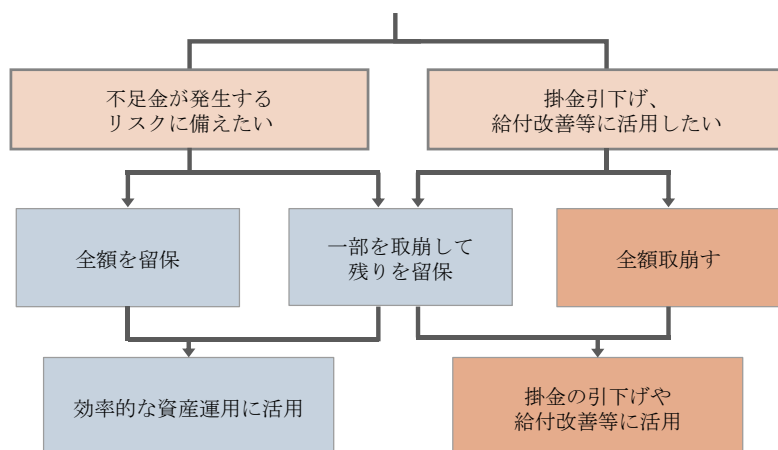 不足金が発生する
リスクに備えたい
掛金引下げ、
給付改善等に活用したい
全額を留保
一部を取崩して
残りを留保
全額取崩す
効率的な資産運用に活用
掛金の引下げや
給付改善等に活用